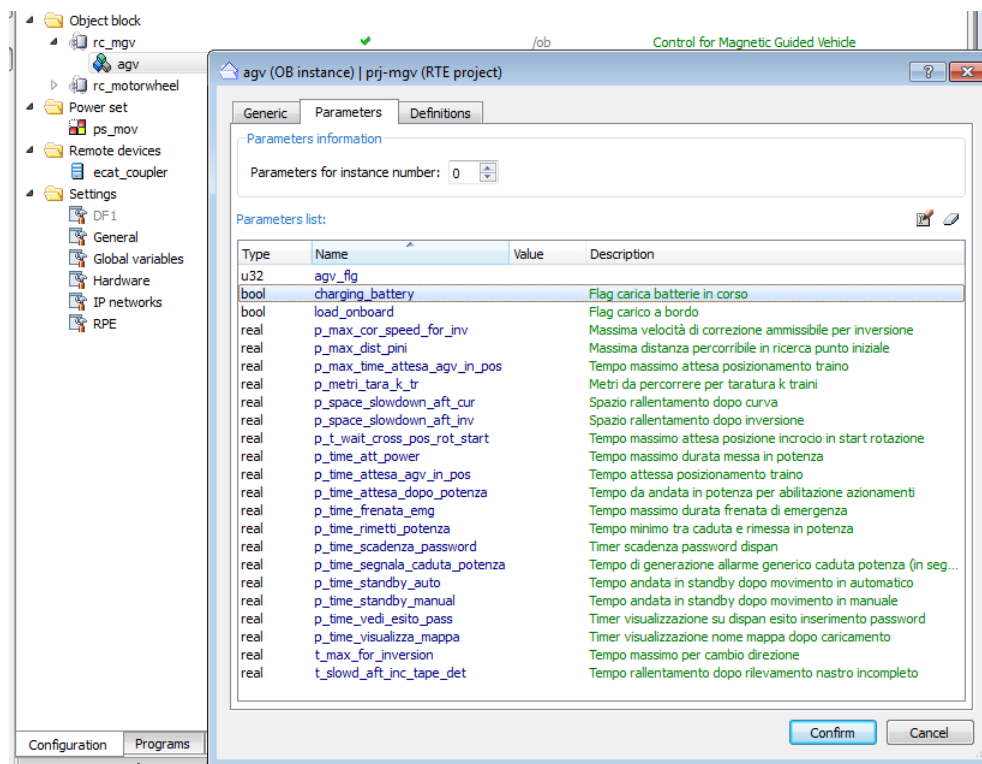 Object block
rc_mgv /ob Control for Magnetic Guided Vehicle
agv
rc_motorwheel
Power set
ps_mov
Remote devices
ecat_coupler
Settings
DF1
General
Global variables
Hardware
IP networks
RPE
Configuration Programs
agv (OB instance) | prj-mgv (RTE project)
Generic Parameters Definitions
Parameters information
Parameters for instance number: 0
Parameters list:
Type Name Value Description
u32 agv_flg
bool charging_battery Flag carica batterie in corso
bool load_onboard Flag carico a bordo
real p_max_cor_speed_for_inv Massima velocità di correzione ammissibile per inversione
real p_max_dist_pini Massima distanza percorribile in ricerca punto iniziale
real p_max_time_attesa_agv_in_pos Tempo massimo attesa posizionamento traino
real p_metri_tara_k_tr Metri da percorrere per taratura k traini
real p_space_slowdown_aft_cur Spazio rallentamento dopo curva
real p_space_slowdown_aft_inv Spazio rallentamento dopo inversione
real p_t_wait_cross_pos_rot_start Tempo massimo attesa posizione incrocio in start rotazione
real p_time_att_power Tempo massimo durata messa in potenza
real p_time_attesa_agv_in_pos Tempo attessa posizionamento traino
real p_time_attesa_dopo_potenza Tempo da andata in potenza per abilitazione azionamenti
real p_time_frenata_emg Tempo massimo durata frenata di emergenza
real p_time_rimetti_potenza Tempo minimo tra caduta e rimessa in potenza
real p_time_scadenza_password Timer scadenza password dispan
real p_time_segnala_caduta_potenza Tempo di generazione allarme generico caduta potenza (in seg...
real p_time_standby_auto Tempo andata in standby dopo movimento in automatico
real p_time_standby_manual Tempo andata in standby dopo movimento in manuale
real p_time_vedi_esito_pass Timer visualizzazione su dispan esito inserimento password
real p_time_visualizza_mappa Timer visualizzazione nome mappa dopo caricamento
real t_max_for_inversion Tempo massimo per cambio direzione
real t_slowd_aft_inc_tape_det Tempo rallentamento dopo rilevamento nastro incompleto
Confirm Cancel